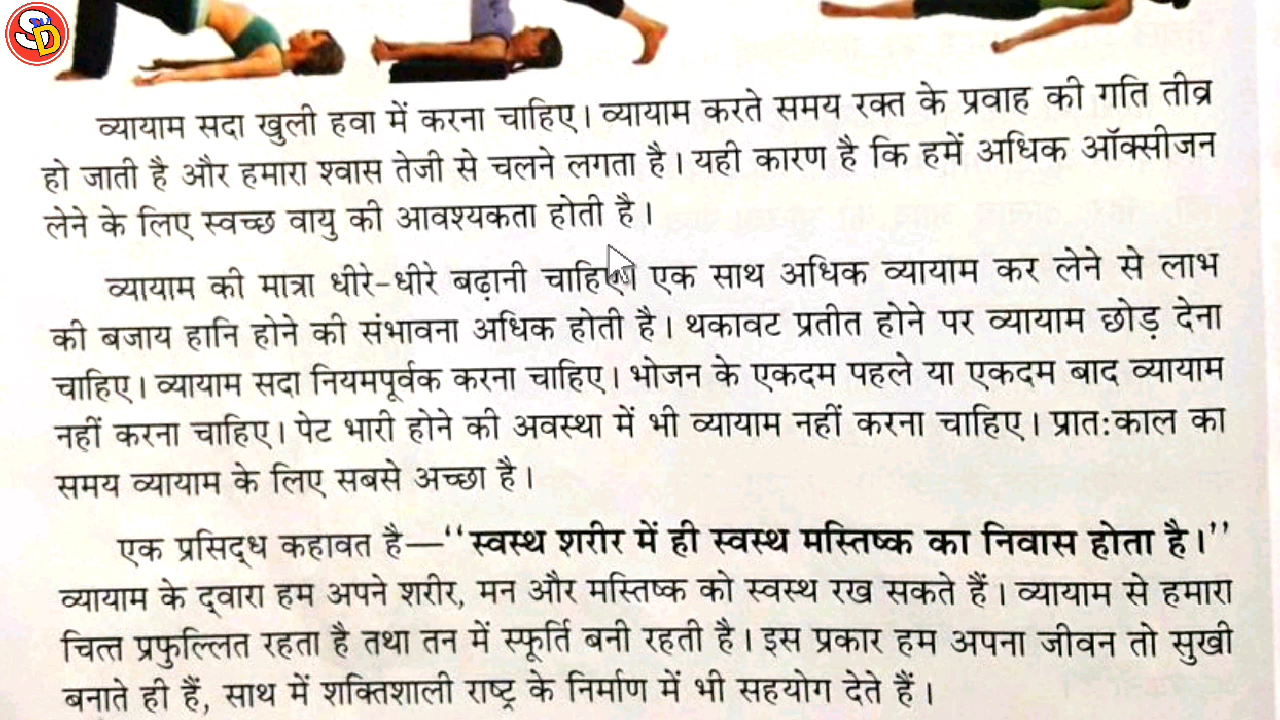 SD
व्यायाम सदा खुली हवा में करना चाहिए। व्यायाम करते समय रक्त के प्रवाह की गति तीव्र
हो जाती है और हमारा श्वास तेजी से चलने लगता है। यही कारण है कि हमें अधिक ऑक्सीजन
लेने के लिए स्वच्छ वायु की आवश्यकता होती है।
व्यायाम की मात्रा धीरे-धीरे बढ़ानी चाहिए। एक साथ अधिक व्यायाम कर लेने से लाभ
की बजाय हानि होने की संभावना अधिक होती है। थकावट प्रतीत होने पर व्यायाम छोड़ देना
चाहिए। व्यायाम सदा नियमपूर्वक करना चाहिए। भोजन के एकदम पहले या एकदम बाद व्यायाम
नहीं करना चाहिए। पेट भारी होने की अवस्था में भी व्यायाम नहीं करना चाहिए। प्रात:काल का
समय व्यायाम के लिए सबसे अच्छा है।
एक प्रसिद्‌ध कहावत है—‘‘स्वस्थ शरीर में ही स्वस्थ मस्तिष्क का निवास होता है।’’
व्यायाम के द्‌वारा हम अपने शरीर, मन और मस्तिष्क को स्वस्थ रख सकते हैं। व्यायाम से हमारा
चित्त प्रफुल्लित रहता है तथा तन में स्फूर्ति बनी रहती है। इस प्रकार हम अपना जीवन तो सुखी
बनाते ही हैं, साथ में शक्तिशाली राष्ट्र के निर्माण में भी सहयोग देते हैं।